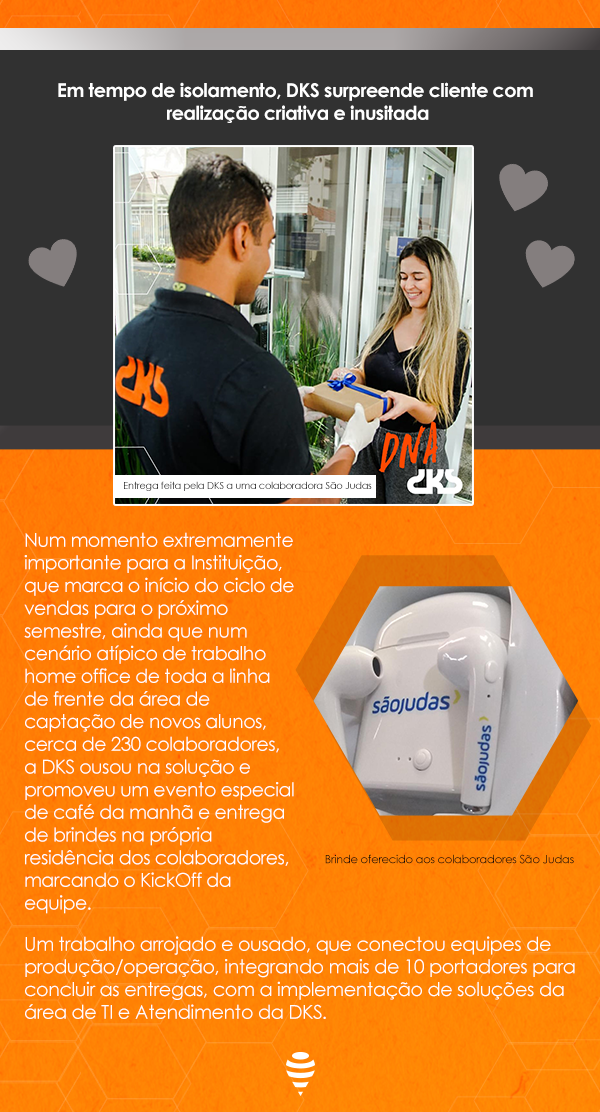 Em tempo de isolamento, DKS surpreende cliente com
realização criativa e inusitada
DKS
DNA
DKS
Entrega feita pela DKS a uma colaboradora São Judas
Num momento extremamente
importante para a Instituição,
que marca o início do ciclo de
vendas para o próximo
semestre, ainda que num
cenário atípico de trabalho
home office de toda a linha
de frente da área de
captação de novos alunos,
cerca de 230 colaboradores,
a DKS ousou na solução e
promoveu um evento especial
de café da manhã e entrega
de brindes na própria
residência dos colaboradores,
marcando o KickOff da
equipe.
sãojudas
sãojudas
Brinde oferecido aos colaboradores São Judas
Um trabalho arrojado e ousado, que conectou equipes de
produção/operação, integrando mais de 10 portadores para
concluir as entregas, com a implementação de soluções da
área de TI e Atendimento da DKS.